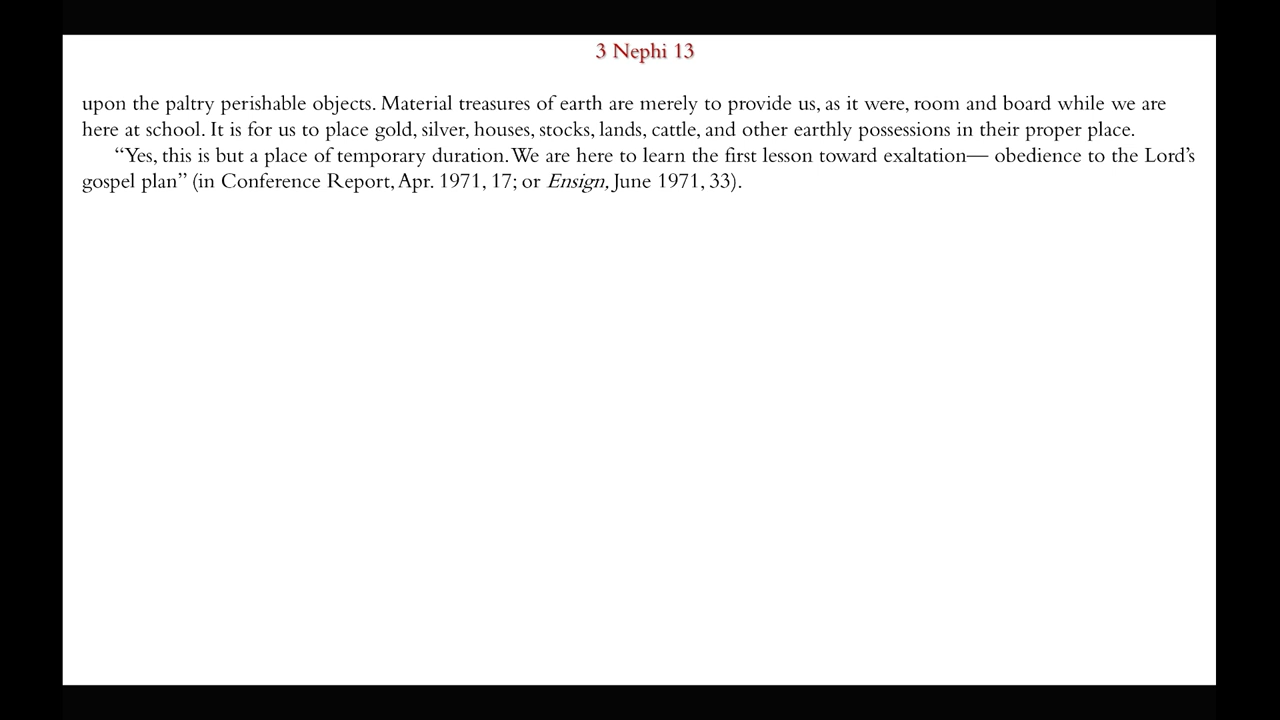 3 Nephi 13
upon the paltry perishable objects. Material treasures of earth are merely to provide us, as it were, room and board while we are
here at school. It is for us to place gold, silver, houses, stocks, lands, cattle, and other earthly possessions in their proper place.
“Yes, this is but a place of temporary duration. We are here to learn the first lesson toward exaltation— obedience to the Lord’s
gospel plan” (in Conference Report, Apr. 1971, 17; or Ensign, June 1971, 33).